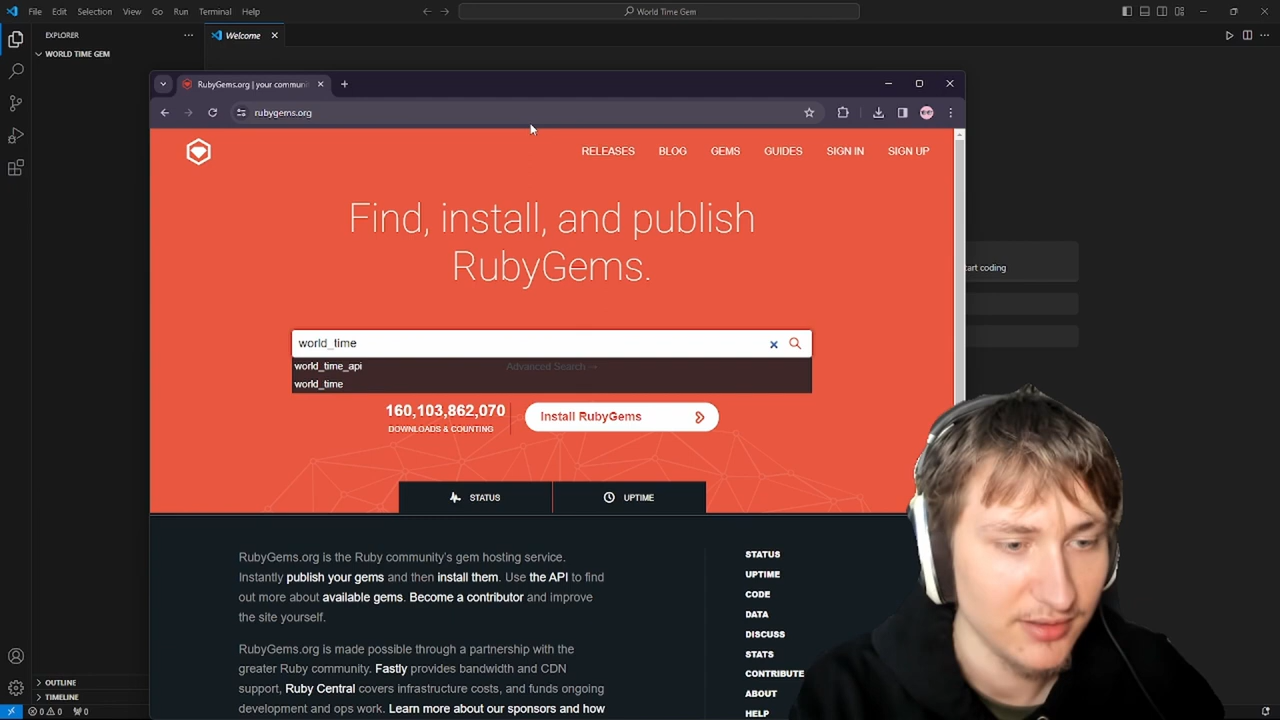 File Edit Selection View Go Run Terminal Help
World Time Gem
EXPLORER
Welcome
WORLD TIME GEM
RubyGems.org | your communi
rubygems.org
RELEASES BLOG GEMS GUIDES SIGN IN SIGN UP
Find, install, and publish
RubyGems.
tart coding
world_time
world_time_api
Advanced Search →
world_time
160,103,862,070
DOWNLOADS & COUNTING
Install RubyGems
STATUS
UPTIME
RubyGems.org is the Ruby community's gem hosting service.
Instantly publish your gems and then install them. Use the API to find
out more about available gems. Become a contributor and improve
the site yourself.
RubyGems.org is made possible through a partnership with the
greater Ruby community. Fastly provides bandwidth and CDN
support, Ruby Central covers infrastructure costs, and funds ongoing
development and ops work. Learn more about our sponsors and how
STATUS
UPTIME
CODE
DATA
DISCUSS
STATS
CONTRIBUTE
ABOUT
HELP
OUTLINE
TIMELINE
0 0 0